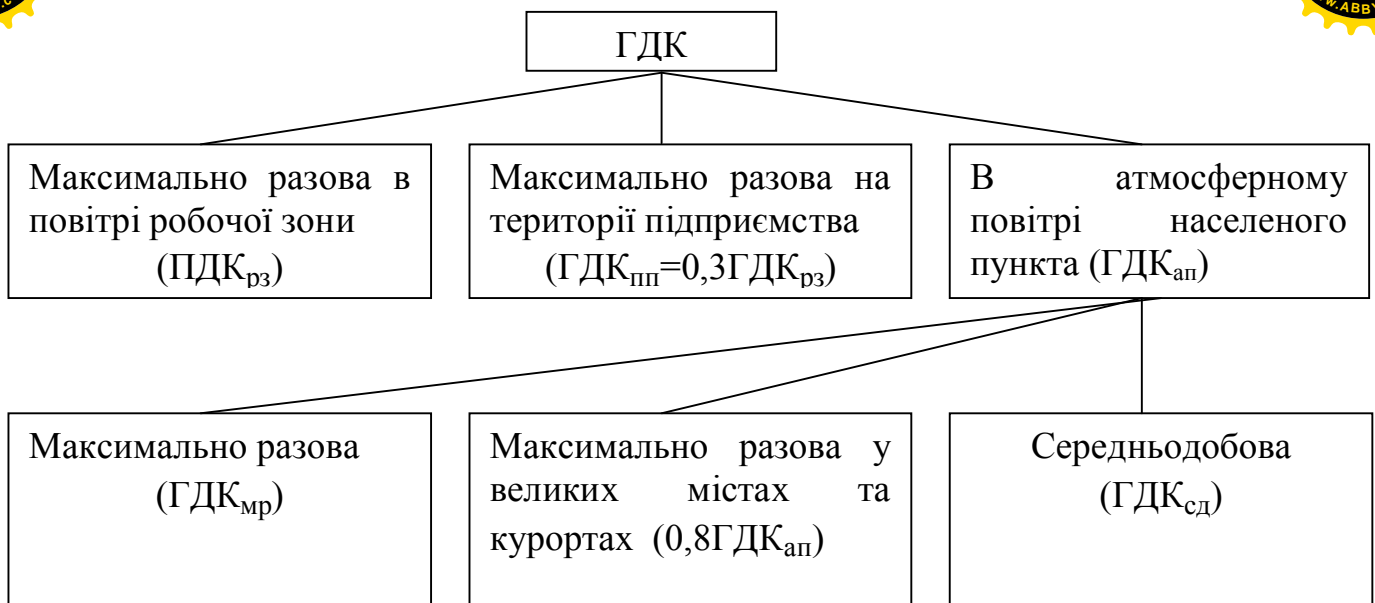 ГДК
Максимально разова в
повітрі робочої зони
(ПДКрз)
Максимально разова на
території підприємства
(ГДКпп=0,3ГДКрз)
В атмосферному
повітрі населеного
пункта (ГДКап)
Максимально разова
(ГДКмр)
Максимально разова у
великих містах та
курортах (0,8ГДКап)
Середньодобова
(ГДКсд)